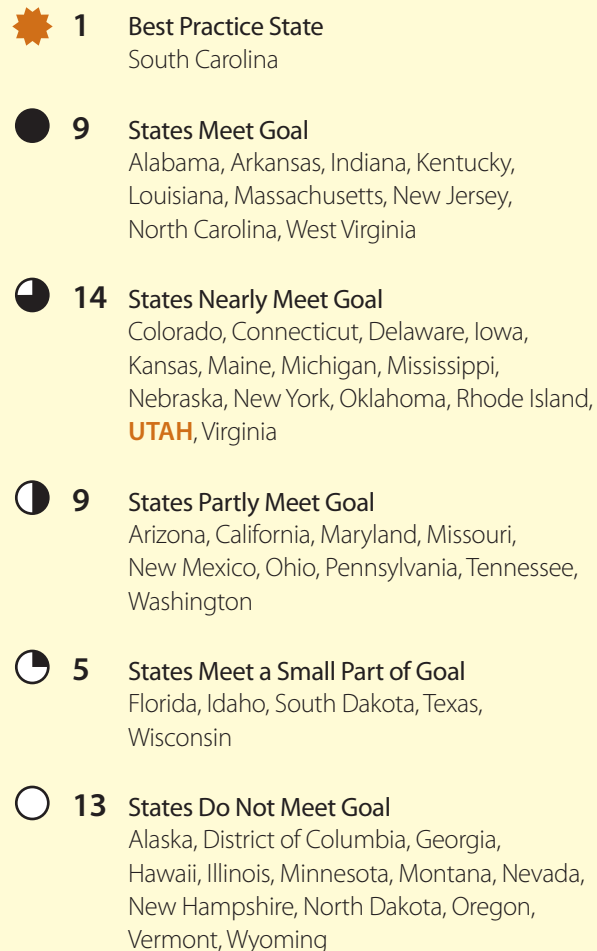 1 Best Practice State
South Carolina
9 States Meet Goal
Alabama, Arkansas, Indiana, Kentucky,
Louisiana, Massachusetts, New Jersey,
North Carolina, West Virginia
14 States Nearly Meet Goal
Colorado, Connecticut, Delaware, Iowa,
Kansas, Maine, Michigan, Mississippi,
Nebraska, New York, Oklahoma, Rhode Island,
UTAH, Virginia
9 States Partly Meet Goal
Arizona, California, Maryland, Missouri,
New Mexico, Ohio, Pennsylvania, Tennessee,
Washington
5 States Meet a Small Part of Goal
Florida, Idaho, South Dakota, Texas,
Wisconsin
13 States Do Not Meet Goal
Alaska, District of Columbia, Georgia,
Hawaii, Illinois, Minnesota, Montana, Nevada,
New Hampshire, North Dakota, Oregon,
Vermont, Wyoming